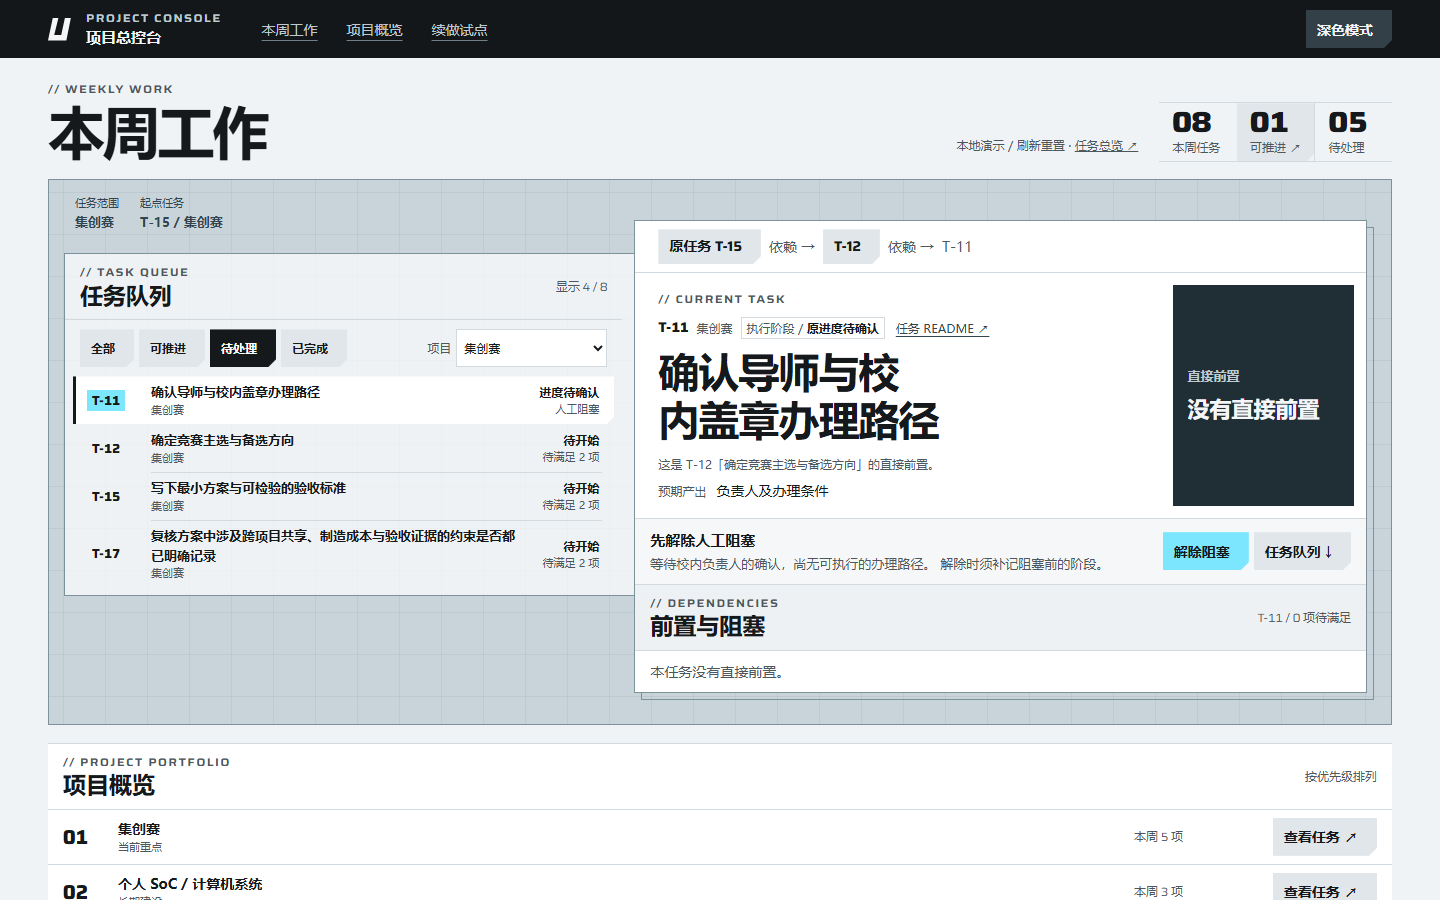 PROJECT CONSOLE
项目总控台
本周工作
项目概览
续做试点
深色模式
// WEEKLY WORK
本周工作
本地演示 / 刷新重置 · 任务总览 ↗
08
本周任务
01
可推进 ↗
05
待处理
任务范围
集创赛
起点任务
T-15 / 集创赛
// TASK QUEUE
任务队列
显示 4 / 8
全部
可推进
待处理
已完成
项目
集创赛
T-11
确认导师与校内盖章办理路径
集创赛
进度待确认
人工阻塞
T-12
确定竞赛主选与备选方向
集创赛
待开始
待满足 2 项
T-15
写下最小方案与可检验的验收标准
集创赛
待开始
待满足 2 项
T-17
复核方案中涉及跨项目共享、制造成本与验收证据的约束是否都
已明确记录
集创赛
待开始
待满足 2 项
原任务 T-15
依赖 →
T-12
依赖 →
T-11
// CURRENT TASK
T-11 集创赛 执行阶段 / 原进度待确认 任务 README ↗
确认导师与校
内盖章办理路径
这是 T-12「确定竞赛主选与备选方向」的直接前置。
预期产出 负责人及办理条件
直接前置
没有直接前置
先解除人工阻塞
等待校内负责人的确认，尚无可执行的办理路径。 解除时须补记阻塞前的阶段。
解除阻塞
任务队列 ↓
// DEPENDENCIES
前置与阻塞
T-11 / 0 项待满足
本任务没有直接前置。
// PROJECT PORTFOLIO
项目概览
按优先级排列
01
集创赛
当前重点
本周 5 项
查看任务 ↗
02
个人 SoC / 计算机系统
本周 3 项
查看任务 ↗